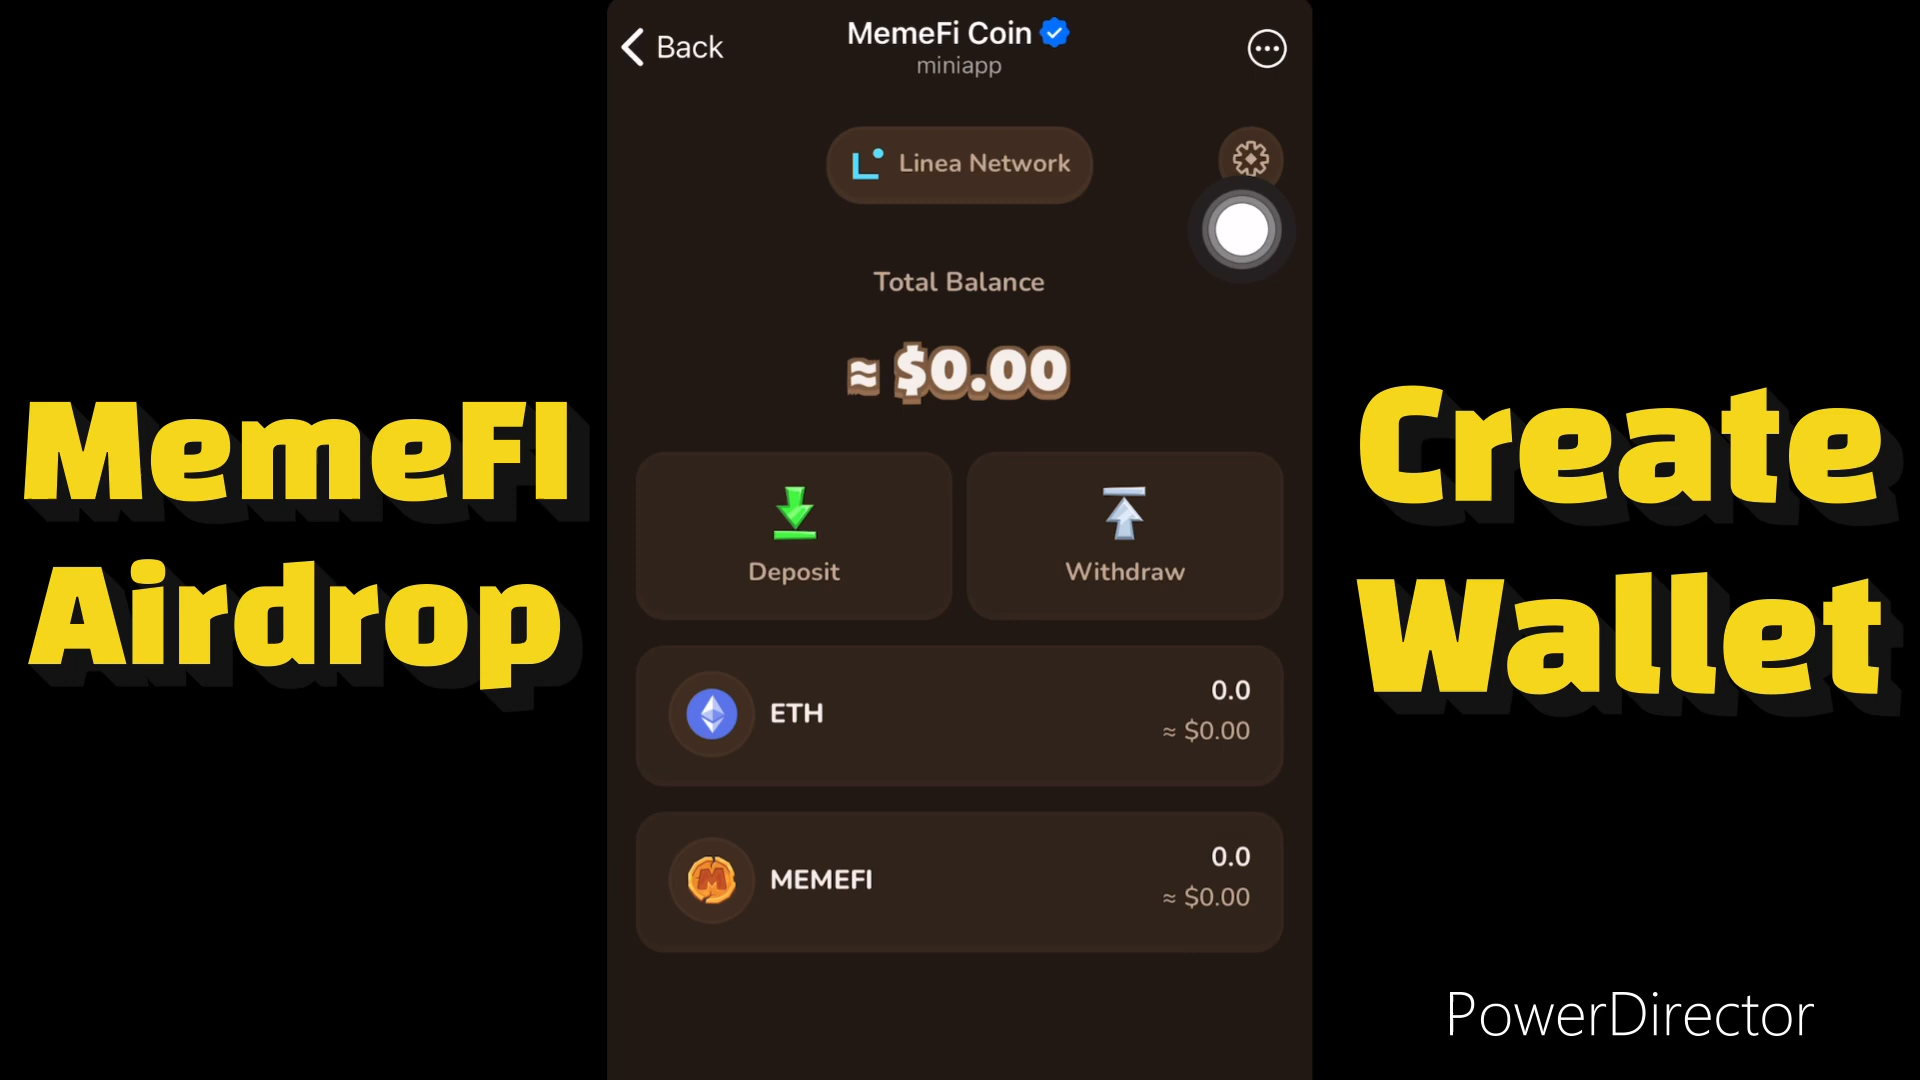 Back
MemeFi Coin
miniapp
Linea Network
Total Balance
≈ $0.00
Deposit
Withdraw
ETH
0.0
≈ $0.00
MEMEFI
0.0
≈ $0.00
MemeFI
Airdrop
Create
Wallet
PowerDirector